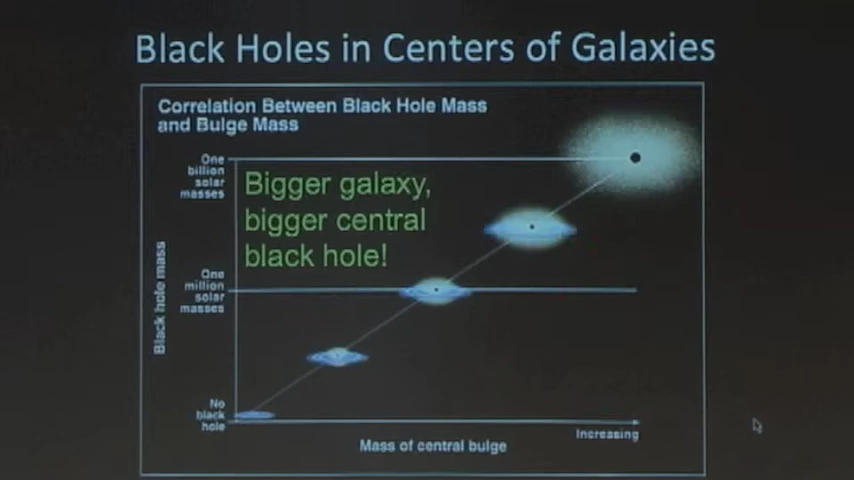 Black Holes in Centers of Galaxies
Correlation Between Black Hole Mass
and Bulge Mass
One
billion
solar
masses
Bigger galaxy,
bigger central
black hole!
Black hole mass
One
million
solar
masses
No
black
hole
Increasing
Mass of central bulge